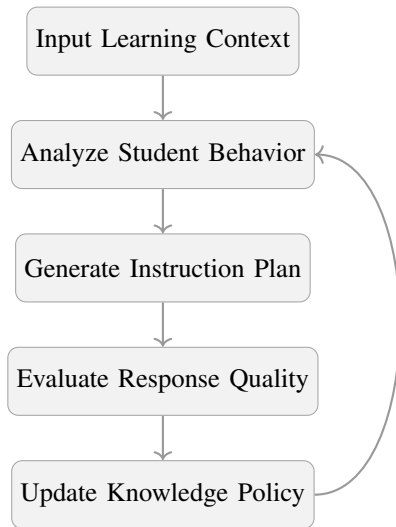 Input Learning Context
Analyze Student Behavior
Generate Instruction Plan
Evaluate Response Quality
Update Knowledge Policy